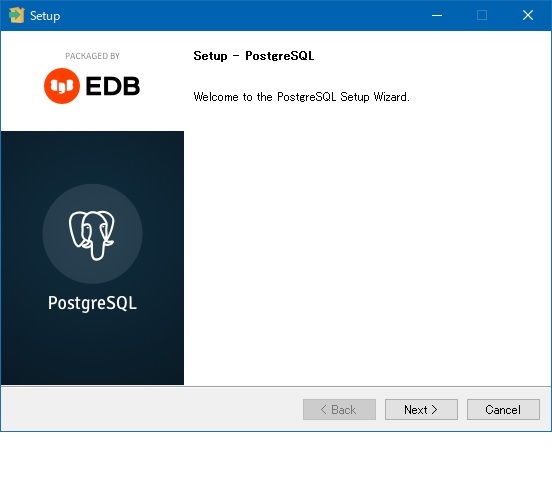 Setup
PACKAGED BY
EDB
PostgreSQL
Setup - PostgreSQL
Welcome to the PostgreSQL Setup Wizard.
< Back
Next >
Cancel